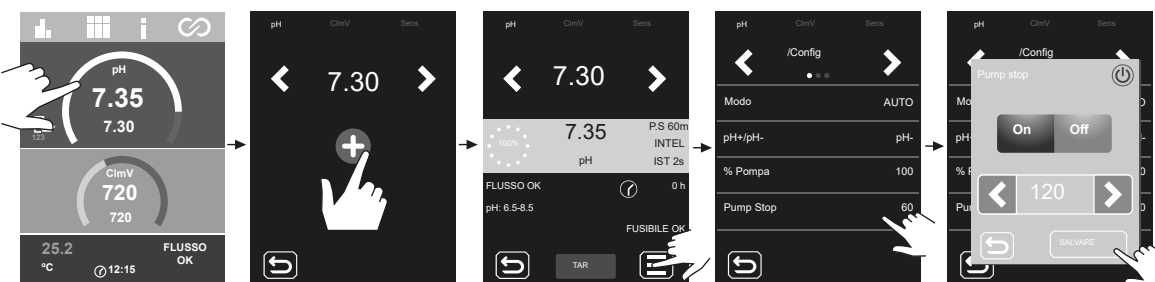 pH
7.35
7.30
123
ClmV
720
720
25.2
ºC
12:15
FLUSSO
OK
pH ClmV Sens
7.30
pH ClmV Sens
7.30
100%
7.35
pH
P.S 60m
INTEL
IST 2s
FLUSSO OK
0 h
pH: 6.5-8.5
FUSIBILE OK
TAR
pH ClmV Sens
/Config
Modo AUTO
pH+/pH- pH-
% Pompa 100
Pump Stop 60
pH ClmV Sens
/Config
Pump stop
On Off
120
SALVARE